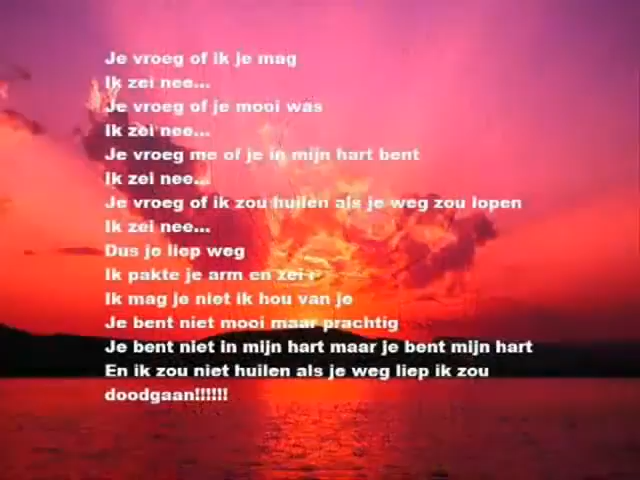 Je vroeg of ik je mag
Ik zei nee...
Je vroeg of je mooi was
Ik zei nee...
Je vroeg me of je in mijn hart bent
Ik zei nee...
Je vroeg of ik zou huilen als je weg zou lopen
Ik zei nee...
Dus je liep weg
Ik pakte je arm en zei :
Ik mag je niet ik hou van je
Je bent niet mooi maar prachtig
Je bent niet in mijn hart maar je bent mijn hart
En ik zou niet huilen als je weg liep ik zou
doodgaan!!!!!!